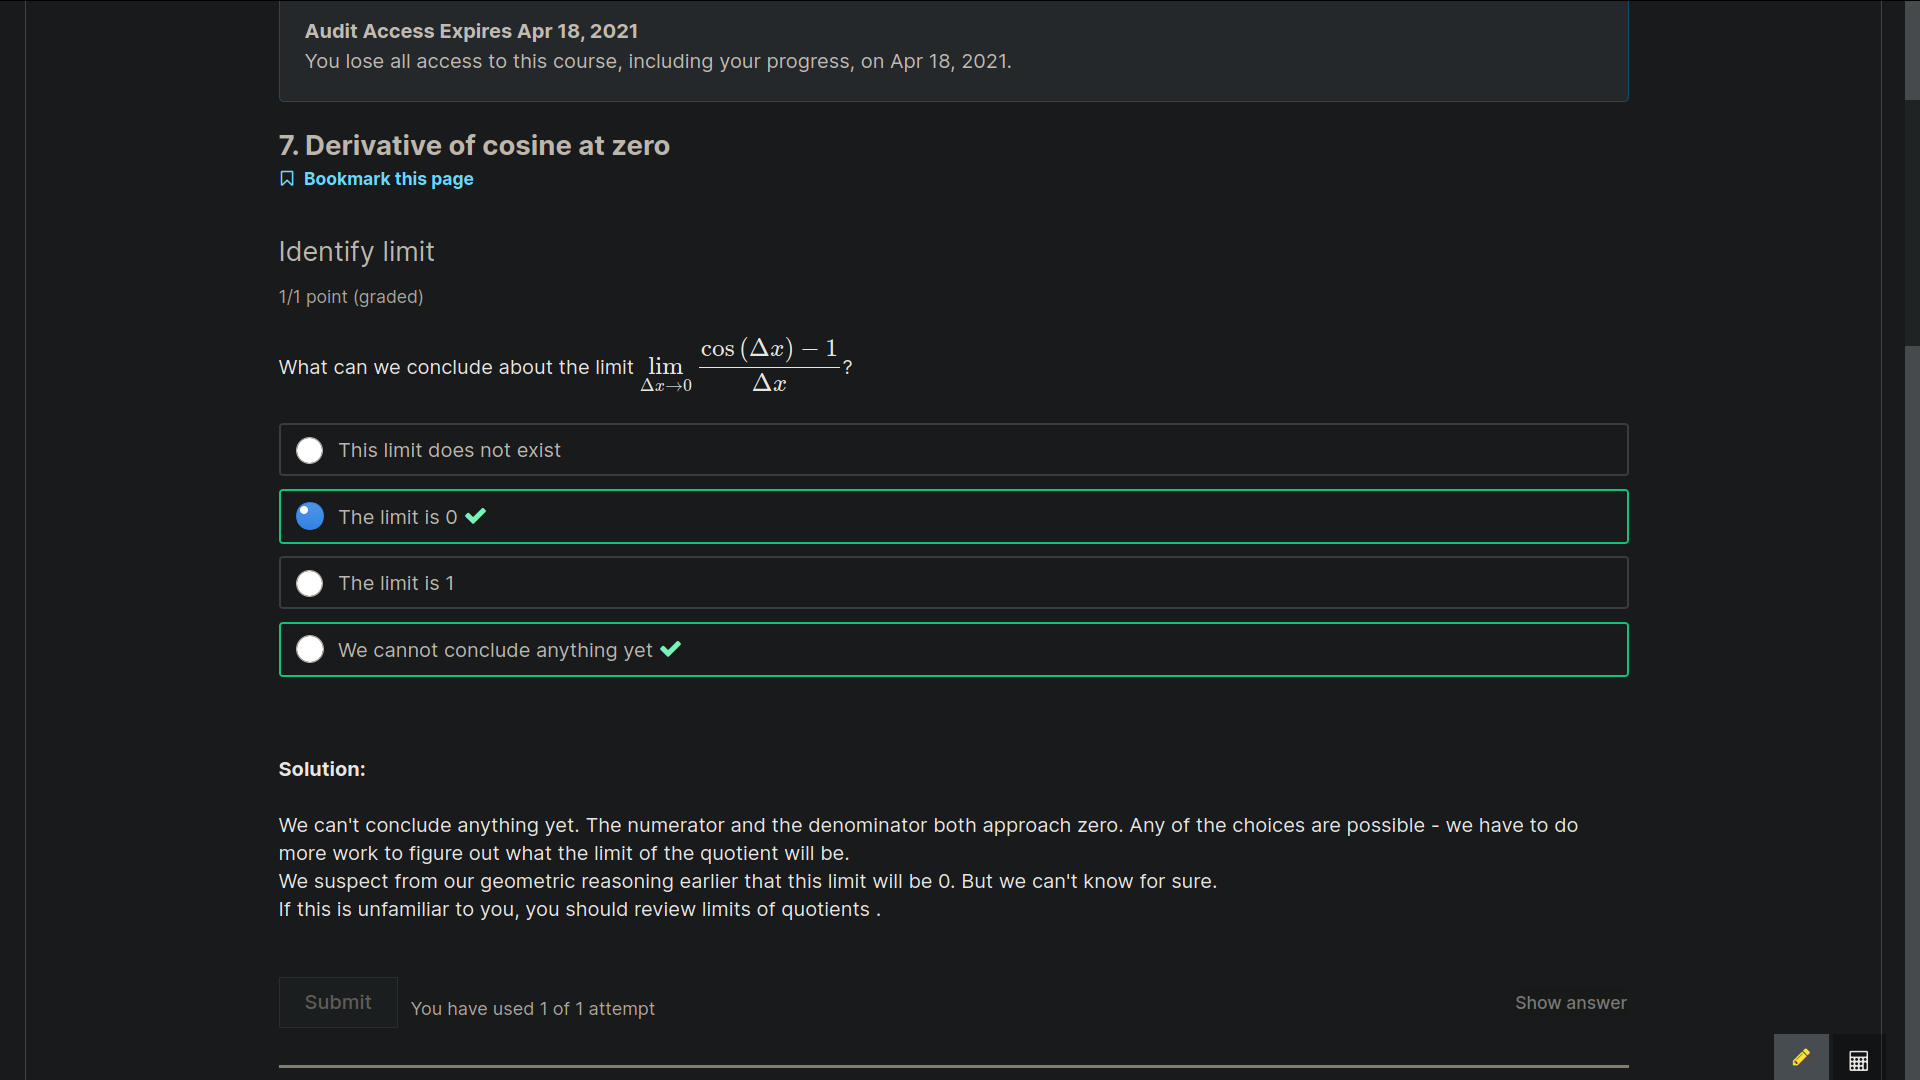 Audit Access Expires Apr 18, 2021
You lose all access to this course, including your progress, on Apr 18, 2021.
7. Derivative of cosine at zero
Bookmark this page
Identify limit
1/1 point (graded)
What can we conclude about the limit lim Δx→0 cos (Δx) − 1 / Δx ?
This limit does not exist
The limit is 0 ✔
The limit is 1
We cannot conclude anything yet ✔
Solution:
We can't conclude anything yet. The numerator and the denominator both approach zero. Any of the choices are possible - we have to do
more work to figure out what the limit of the quotient will be.
We suspect from our geometric reasoning earlier that this limit will be 0. But we can't know for sure.
If this is unfamiliar to you, you should review limits of quotients .
Submit
You have used 1 of 1 attempt
Show answer